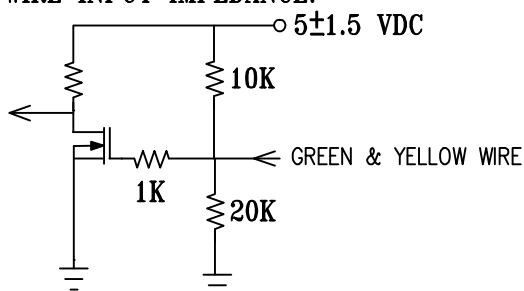 WIRE INPUT IMPEDANCE:
5±1.5 VDC
10K
GREEN & YELLOW WIRE
1K
20K